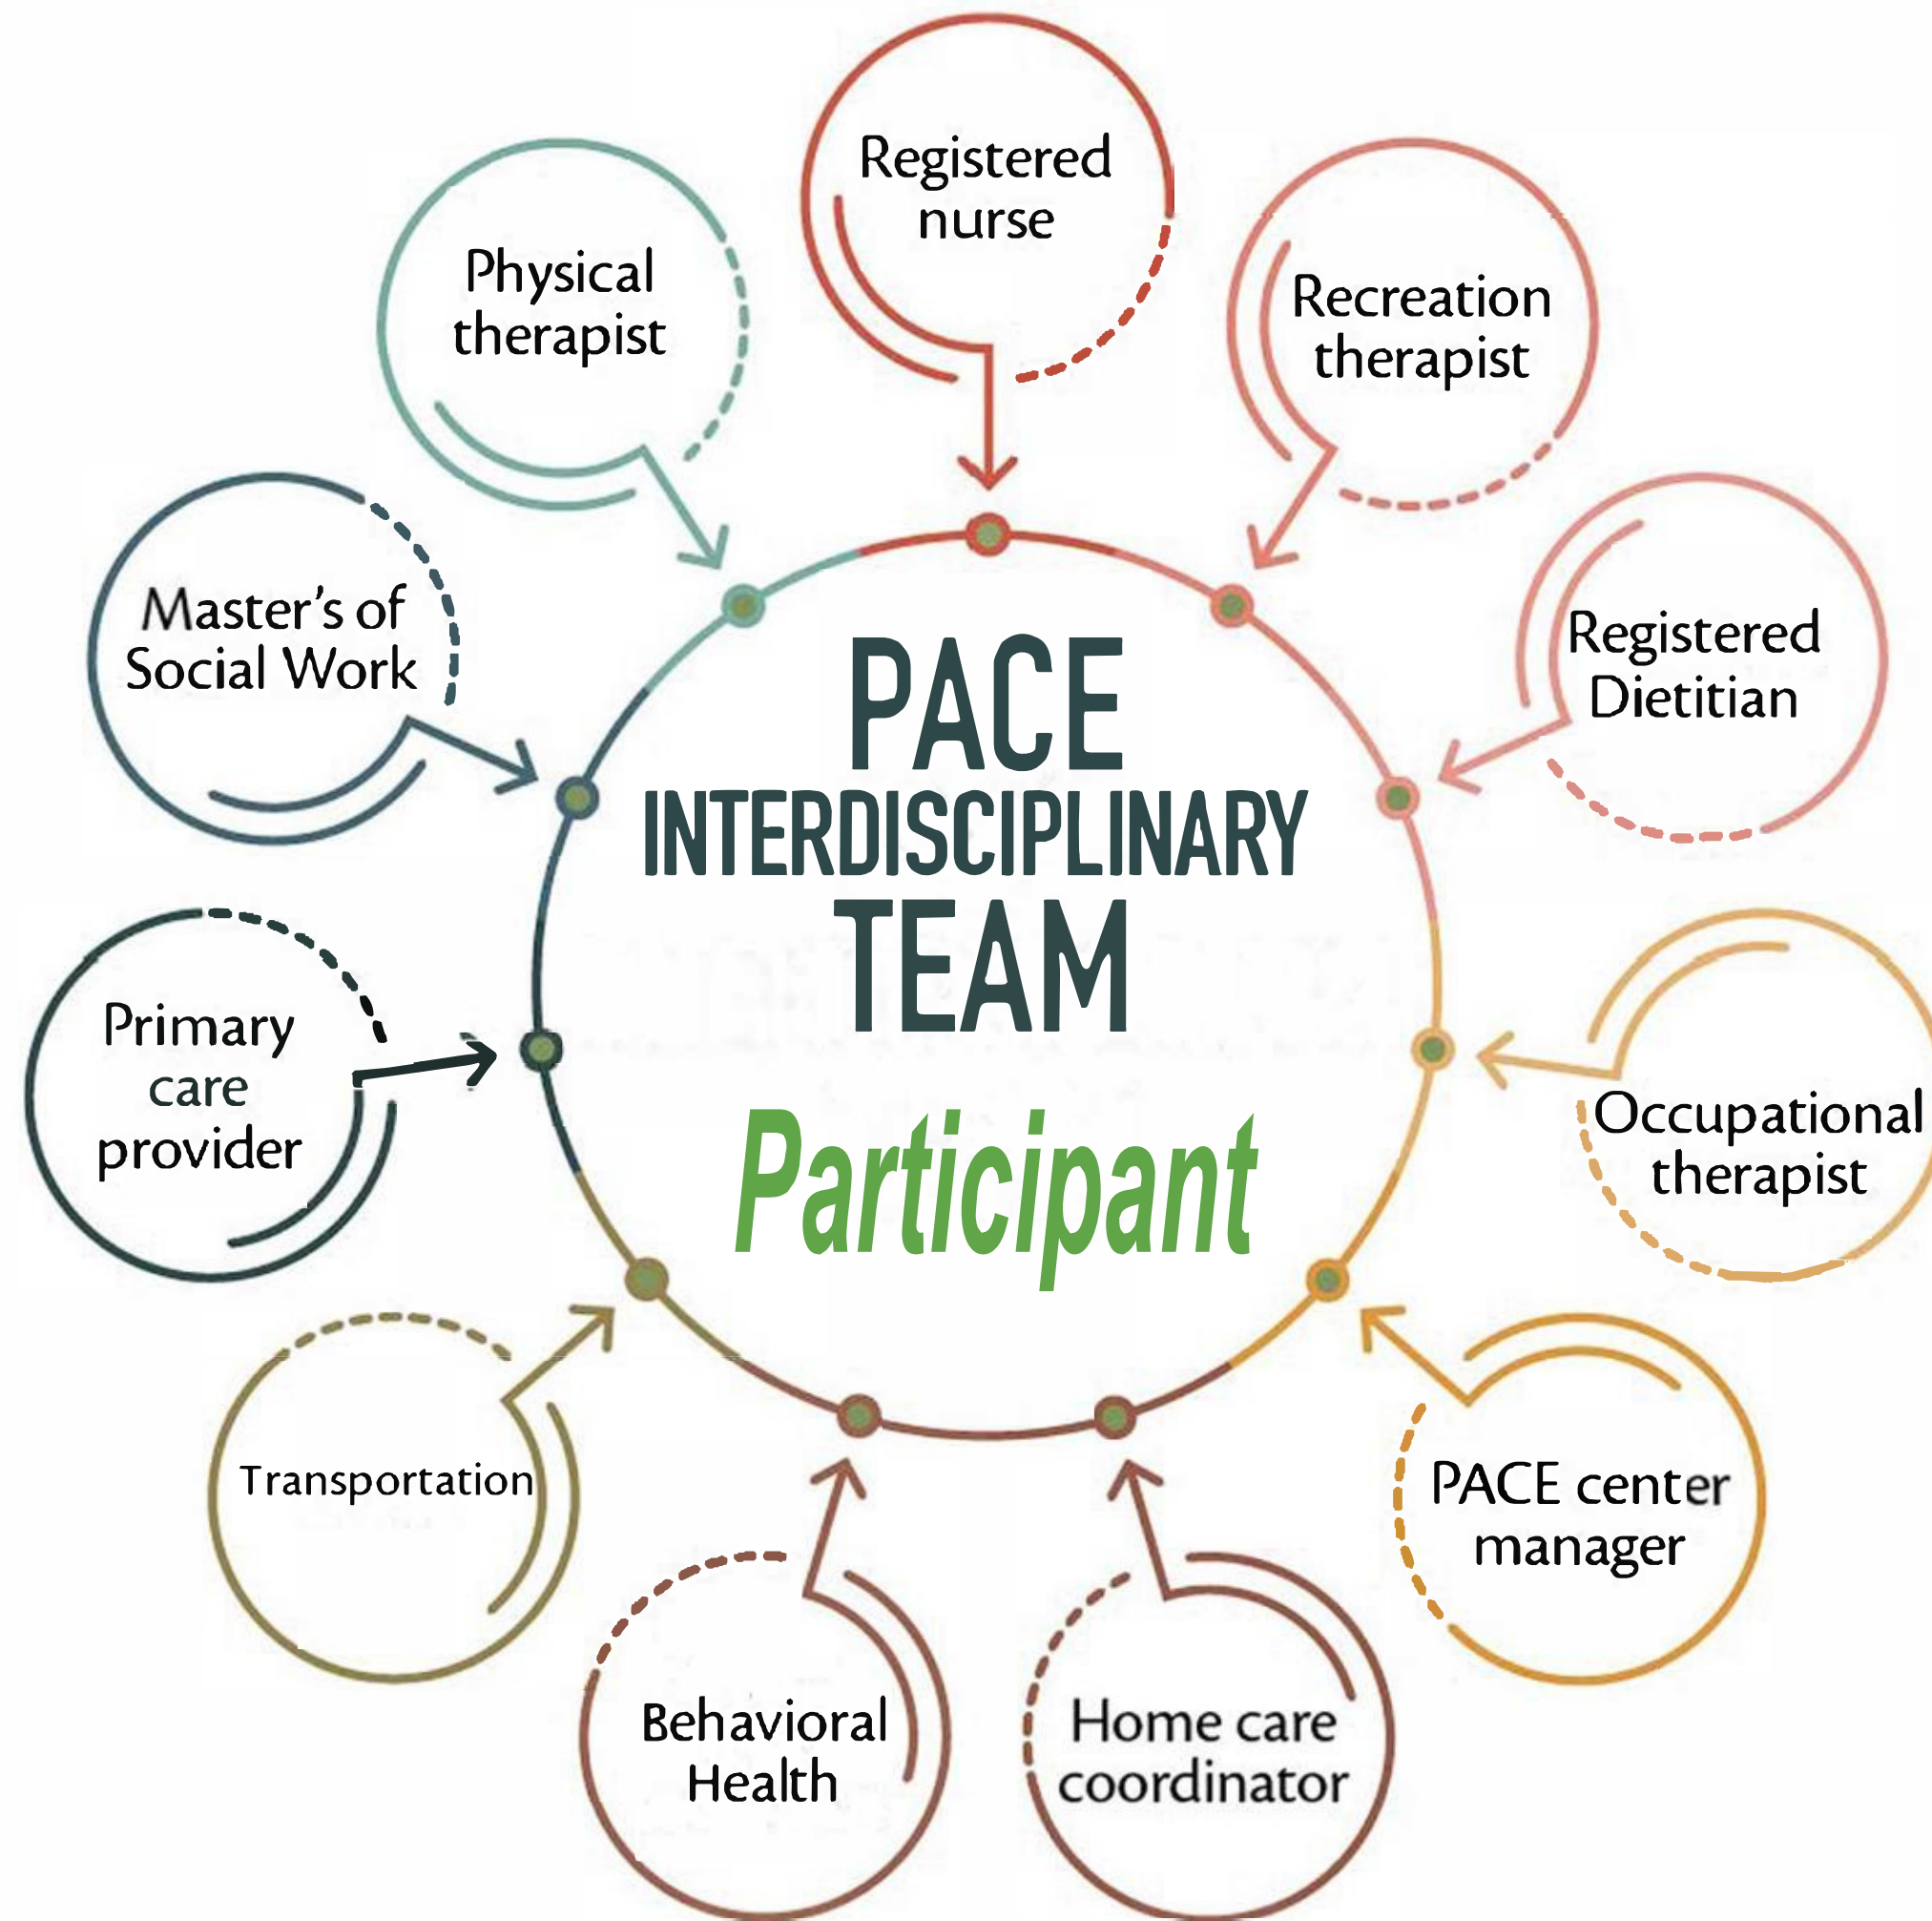 Registered
nurse
Physical
therapist
Recreation
therapist
Master's of
Social Work
Registered
Dietitian
PACE
INTERDISCIPLINARY
TEAM
Participant
Primary
care
provider
Occupational
therapist
Transportation
PACE center
manager
Behavioral
Health
Home care
coordinator